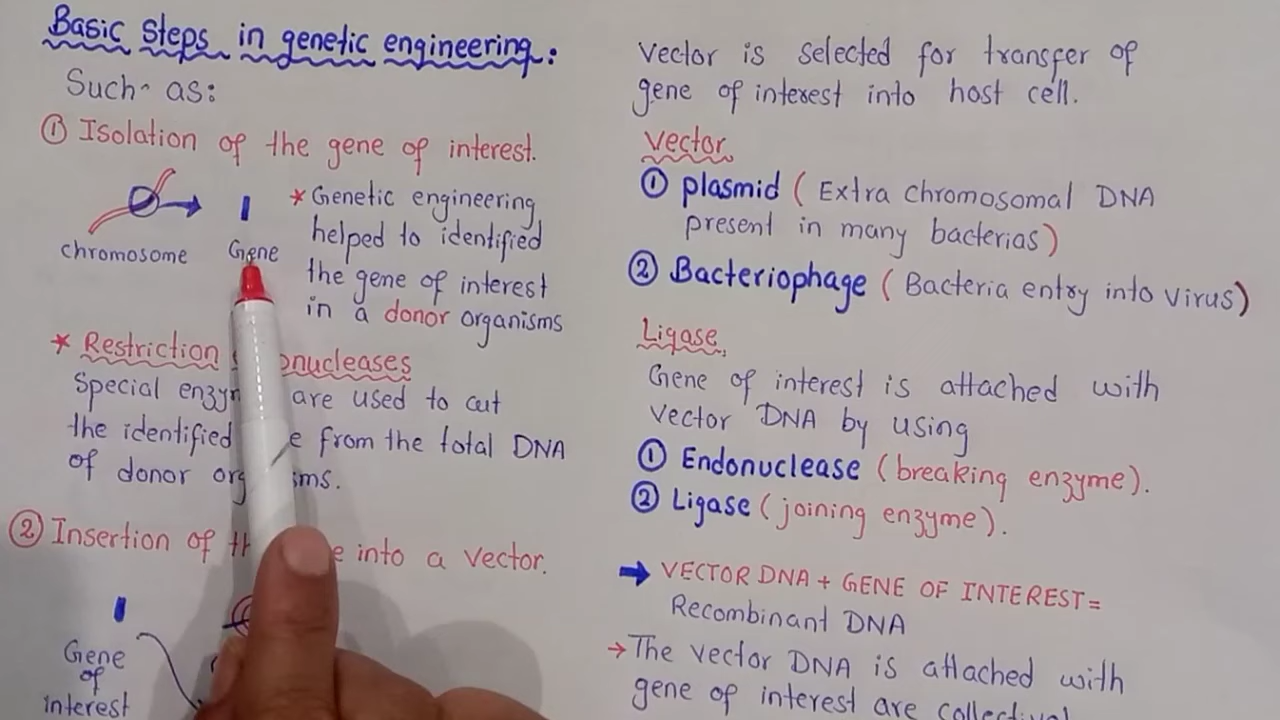 Basic Steps in genetic engineering:
Such as:
① Isolation of the gene of interest.
chromosome
Gene
* Genetic engineering
helped to identified
the gene of interest
in a donor organisms
* Restriction
Special are used to cut
the identified from the total DNA
of donor
② Insertion of into a vector.
Gene
of
interest
Vector is selected for transfer of
gene of interest into host cell.
Vector
① plasmid (Extra chromosomal DNA
present in many bacterias)
② Bacteriophage (Bacteria entry into virus)
Ligase
Gene of interest is attached with
vector DNA by using
① Endonuclease (breaking enzyme).
② Ligase (joining enzyme).
➡ VECTOR DNA + GENE OF INTEREST =
Recombinant DNA
→ The vector DNA is attached with
gene of interest are